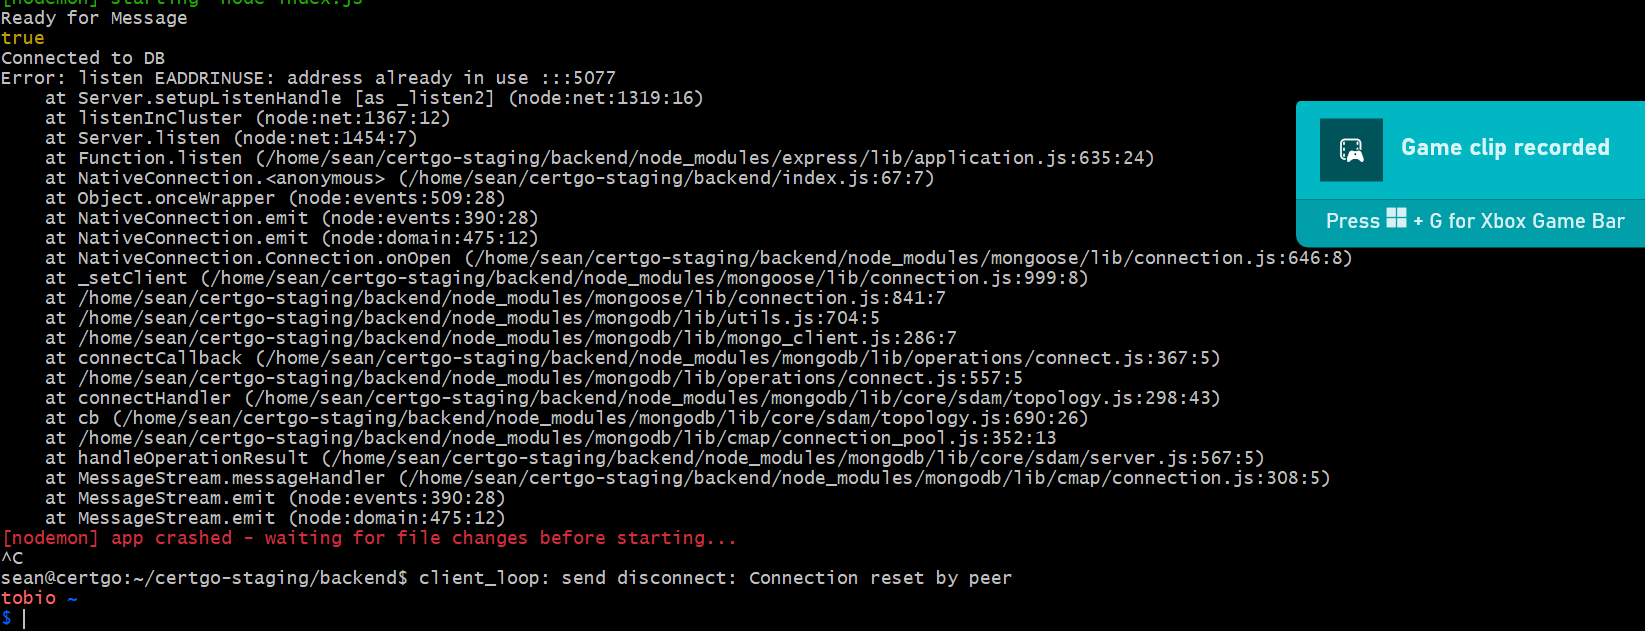 [nodemon] starting `node index.js`
Ready for Message
true
Connected to DB
Error: listen EADDRINUSE: address already in use :::5077
    at Server.setupListenHandle [as _listen2] (node:net:1319:16)
    at listenInCluster (node:net:1367:12)
    at Server.listen (node:net:1454:7)
    at Function.listen (/home/sean/certgo-staging/backend/node_modules/express/lib/application.js:635:24)
    at NativeConnection.<anonymous> (/home/sean/certgo-staging/backend/index.js:67:7)
    at Object.onceWrapper (node:events:509:28)
    at NativeConnection.emit (node:events:390:28)
    at NativeConnection.emit (node:domain:475:12)
    at NativeConnection.Connection.onOpen (/home/sean/certgo-staging/backend/node_modules/mongoose/lib/connection.js:646:8)
    at _setClient (/home/sean/certgo-staging/backend/node_modules/mongoose/lib/connection.js:999:8)
    at /home/sean/certgo-staging/backend/node_modules/mongoose/lib/connection.js:841:7
    at /home/sean/certgo-staging/backend/node_modules/mongodb/lib/utils.js:704:5
    at /home/sean/certgo-staging/backend/node_modules/mongodb/lib/mongo_client.js:286:7
    at connectCallback (/home/sean/certgo-staging/backend/node_modules/mongodb/lib/operations/connect.js:367:5)
    at /home/sean/certgo-staging/backend/node_modules/mongodb/lib/operations/connect.js:557:5
    at connectHandler (/home/sean/certgo-staging/backend/node_modules/mongodb/lib/core/sdam/topology.js:298:43)
    at cb (/home/sean/certgo-staging/backend/node_modules/mongodb/lib/core/sdam/topology.js:690:26)
    at /home/sean/certgo-staging/backend/node_modules/mongodb/lib/cmap/connection_pool.js:352:13
    at handleOperationResult (/home/sean/certgo-staging/backend/node_modules/mongodb/lib/core/sdam/server.js:567:5)
    at MessageStream.messageHandler (/home/sean/certgo-staging/backend/node_modules/mongodb/lib/cmap/connection.js:308:5)
    at MessageStream.emit (node:events:390:28)
    at MessageStream.emit (node:domain:475:12)
[nodemon] app crashed - waiting for file changes before starting...
^C
sean@certgo:~/certgo-staging/backend$ client_loop: send disconnect: Connection reset by peer
tobio ~
$
Game clip recorded
Press + G for Xbox Game Bar